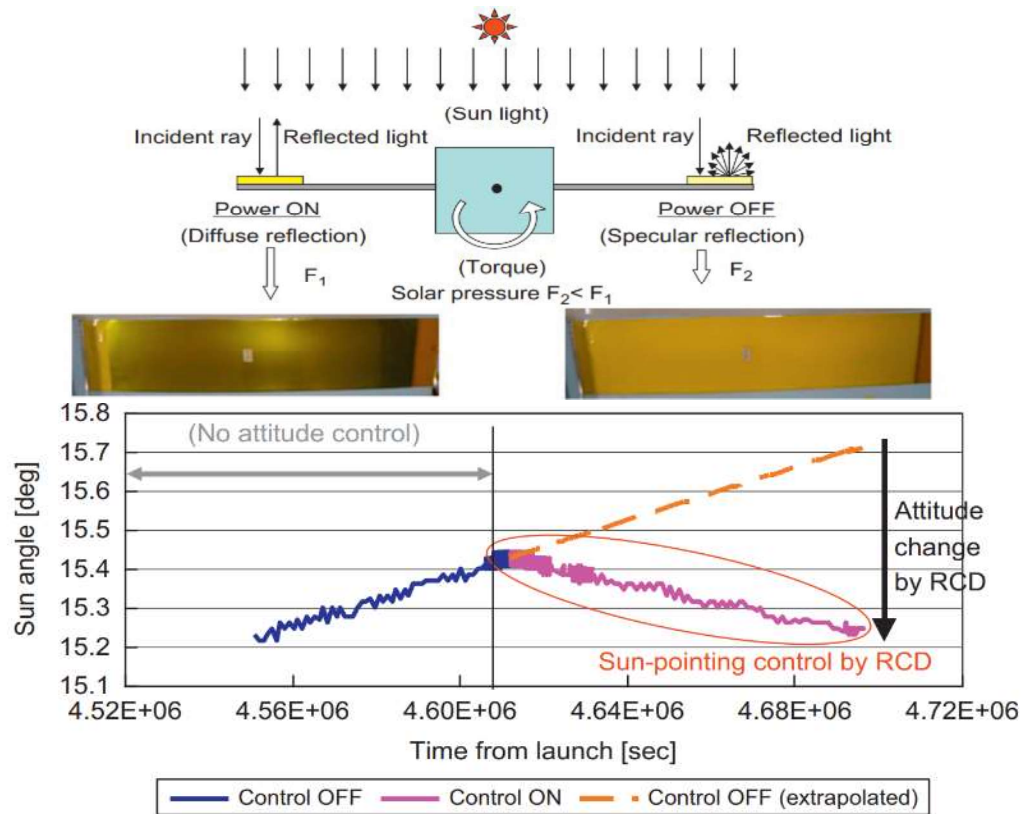 (Sun light)
Incident ray
Reflected light
Incident ray
Reflected light
Power ON
(Diffuse reflection)
F1
(Torque)
Solar pressure F2< F1
Power OFF
(Specular reflection)
F2
15.8
15.7
15.6
15.5
15.4
15.3
15.2
15.1
Sun angle [deg]
(No attitude control)
Attitude
change
by RCD
Sun-pointing control by RCD
4.52E+06
4.56E+06
4.60E+06
4.64E+06
4.68E+06
4.72E+06
Time from launch [sec]
Control OFF
Control ON
Control OFF (extrapolated)